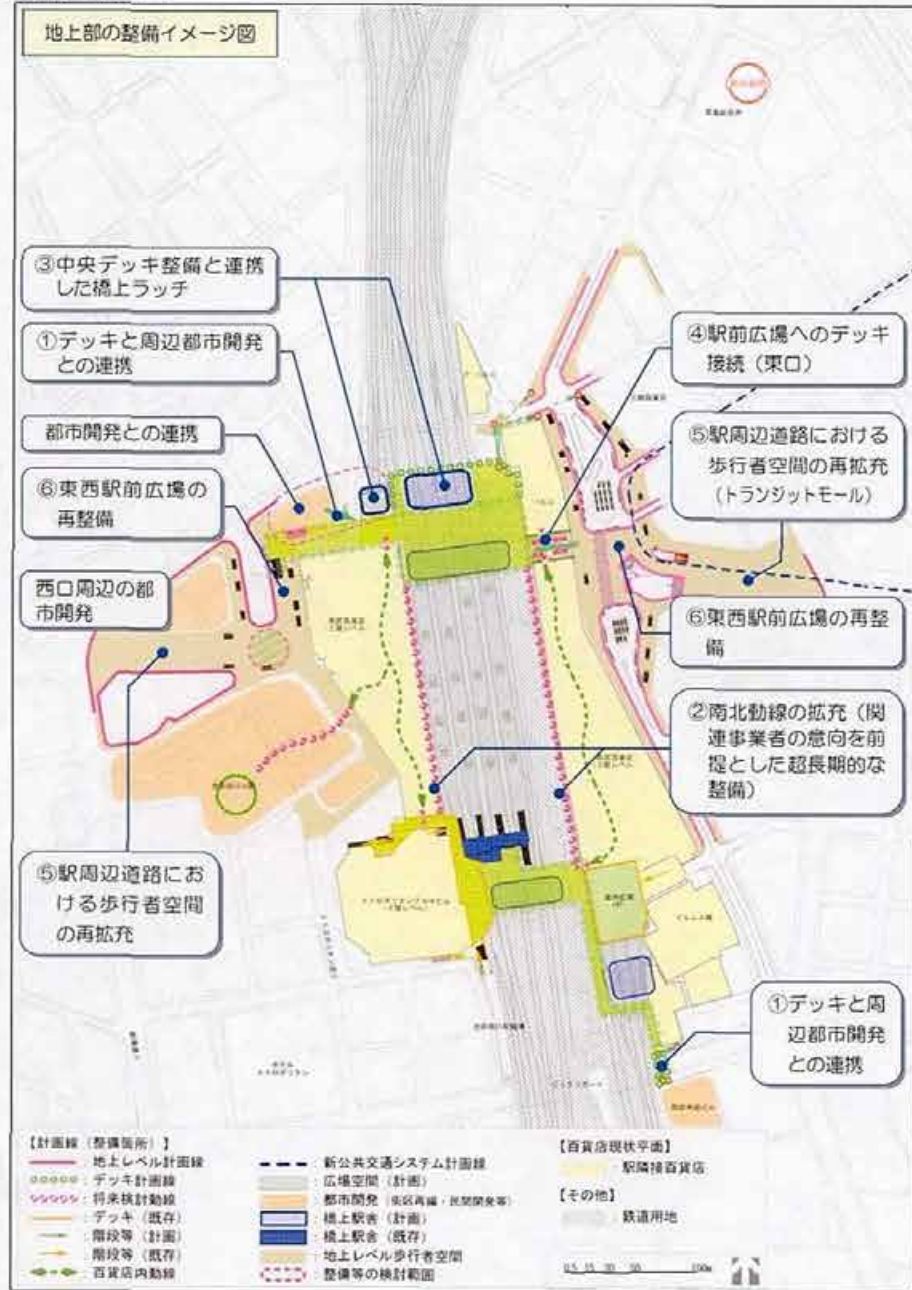 地上部の整備イメージ図
③中央デッキ整備と連携
した橋上ラッチ
①デッキと周辺都市開発
との連携
都市開発との連携
⑥東西駅前広場の
再整備
西口周辺の都
市開発
⑤駅周辺道路にお
ける歩行者空間
の再拡充
④駅前広場へのデッキ
接続（東口）
⑤駅周辺道路における
歩行者空間の再拡充
（トランジットモール）
⑥東西駅前広場の再整
備
②南北動線の拡充（関
連事業者の意向を前
提とした超長期的な
整備）
①デッキと周
辺都市開発
との連携
ホテル
メトロポリタン
【計画線（整備箇所）】
地上レベル計画線
デッキ計画線
将来検討動線
デッキ（既存）
階段等（計画）
階段等（既存）
百貨店内動線
新公共交通システム計画線
広場空間（計画）
都市開発（街区再編・民間開発等）
橋上駅舎（計画）
橋上駅舎（既存）
地上レベル歩行者空間
整備等の検討範囲
【百貨店現状平面】
駅隣接百貨店
【その他】
鉄道用地